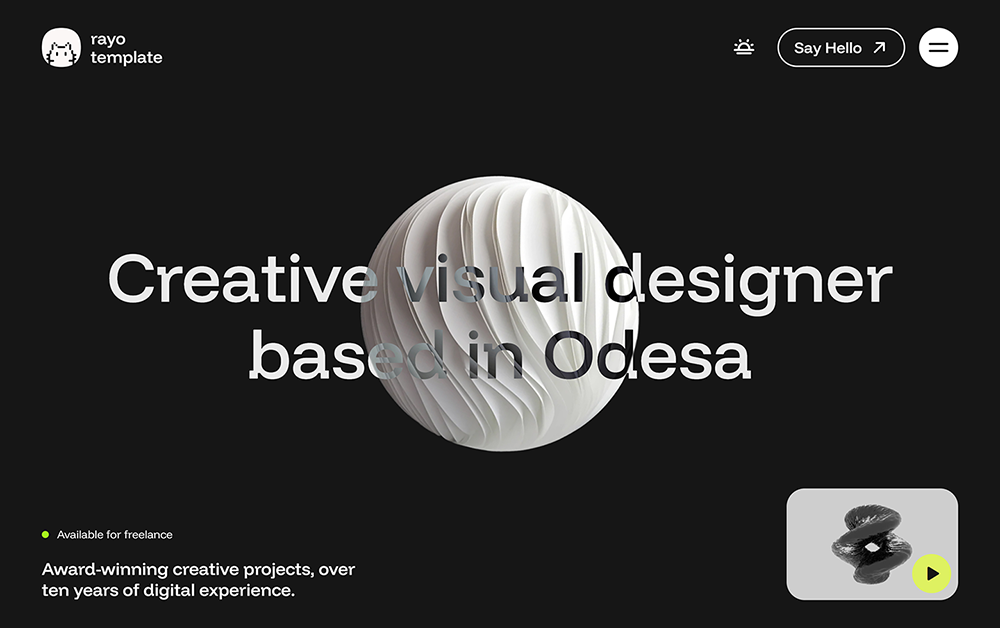 rayo
template
Say Hello
Creative visual designer
based in Odesa
Available for freelance
Award-winning creative projects, over
ten years of digital experience.